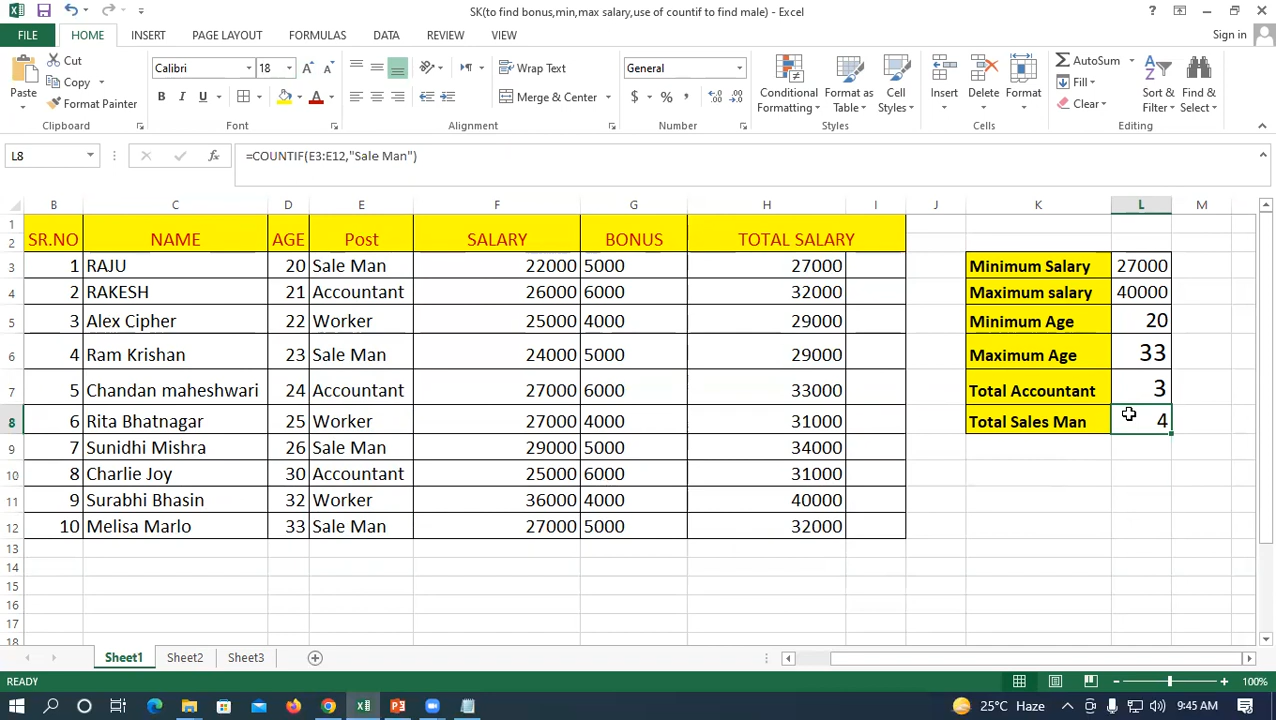 SK(to find bonus,min,max salary,use of countif to find male) - Excel
FILE HOME INSERT PAGE LAYOUT FORMULAS DATA REVIEW VIEW Sign in
Paste Cut Copy Format Painter
Calibri 18
B I U A
Wrap Text
Merge & Center
General
$ % ,
Conditional Formatting Format as Table Cell Styles
Insert Delete Format
AutoSum Fill Clear
Sort & Filter Find & Select
Clipboard Font Alignment Number Styles Cells Editing
L8 fx =COUNTIF(E3:E12,"Sale Man")
B C D E F G H I J K L M
1
2 SR.NO NAME AGE Post SALARY BONUS TOTAL SALARY
3 1 RAJU 20 Sale Man 22000 5000 27000 Minimum Salary 27000
4 2 RAKESH 21 Accountant 26000 6000 32000 Maximum salary 40000
5 3 Alex Cipher 22 Worker 25000 4000 29000 Minimum Age 20
6 4 Ram Krishan 23 Sale Man 24000 5000 29000 Maximum Age 33
7 5 Chandan maheshwari 24 Accountant 27000 6000 33000 Total Accountant 3
8 6 Rita Bhatnagar 25 Worker 27000 4000 31000 Total Sales Man 4
9 7 Sunidhi Mishra 26 Sale Man 29000 5000 34000
10 8 Charlie Joy 30 Accountant 25000 6000 31000
11 9 Surabhi Bhasin 32 Worker 36000 4000 40000
12 10 Melisa Marlo 33 Sale Man 27000 5000 32000
13
14
15
16
17
18
Sheet1 Sheet2 Sheet3
READY 100%
25°C Haze 9:45 AM